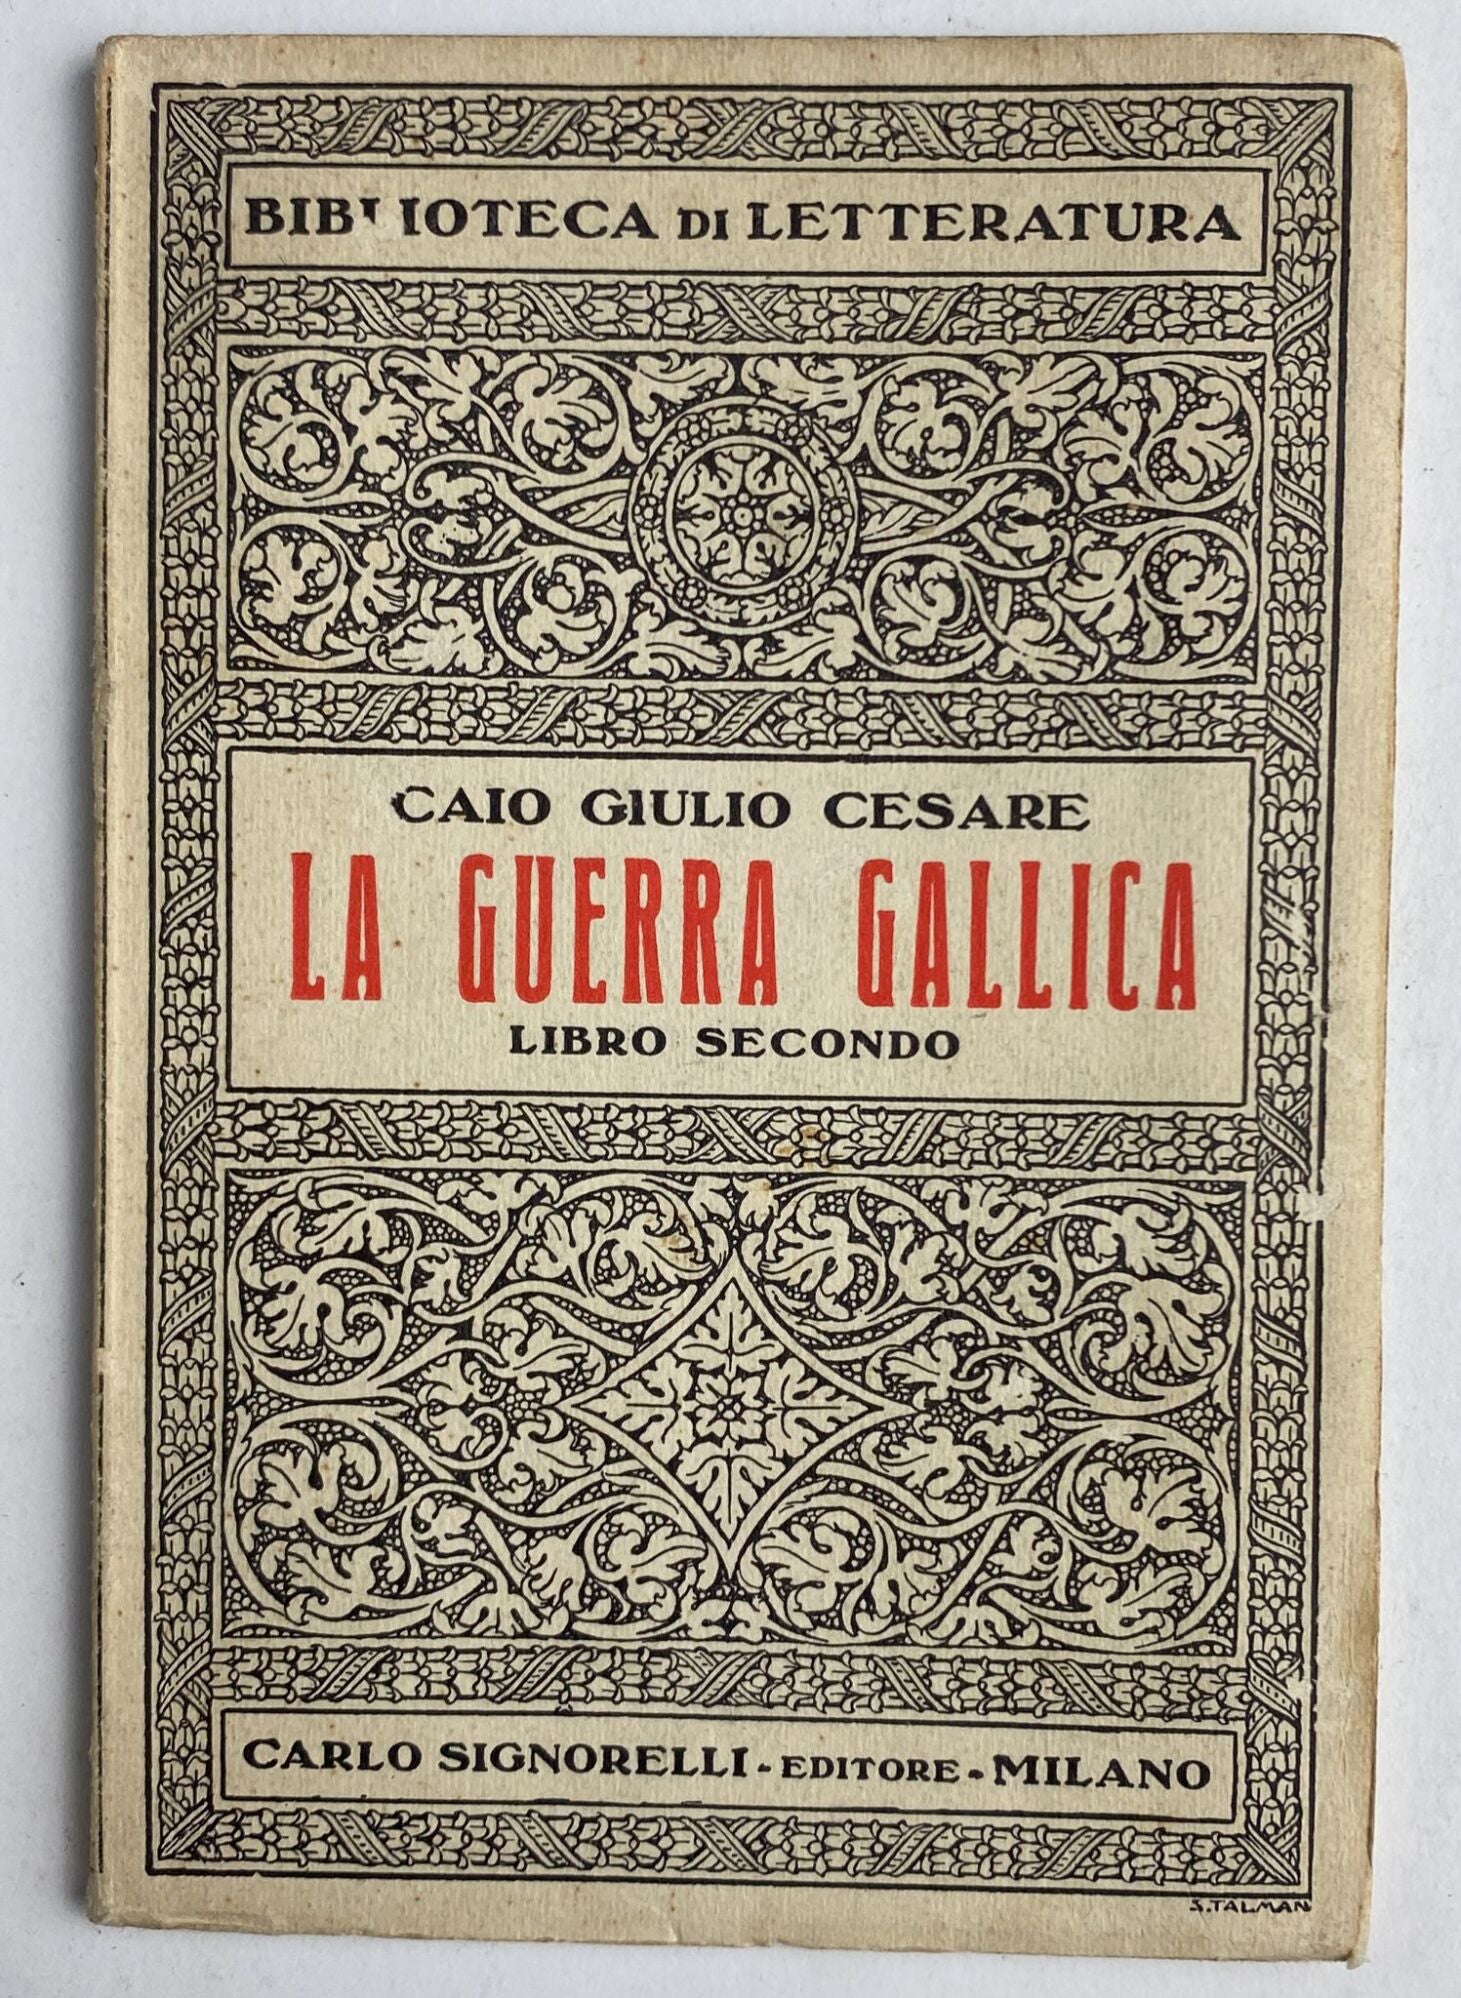 BIBLIOTECA DI LETTERATURA
CAIO GIULIO CESARE
LA GUERRA GALLICA
LIBRO SECONDO
CARLO SIGNORELLI - EDITORE - MILANO
S. TALMAN